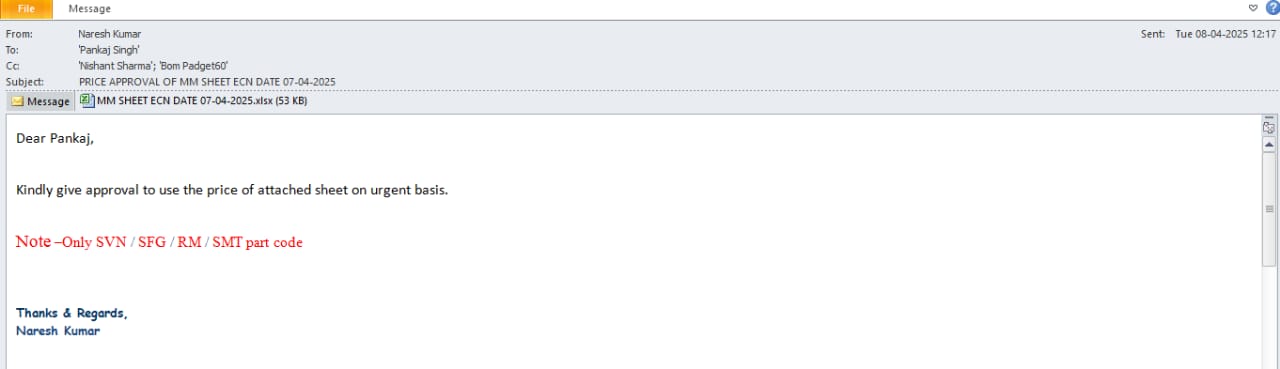 File Message
From: Naresh Kumar Sent: Tue 08-04-2025 12:17
To: 'Pankaj Singh'
Cc: 'Nishant Sharma'; 'Bom Padget60'
Subject: PRICE APPROVAL OF MM SHEET ECN DATE 07-04-2025
Message MM SHEET ECN DATE 07-04-2025.xlsx (53 KB)
Dear Pankaj,
Kindly give approval to use the price of attached sheet on urgent basis.
Note –Only SVN / SFG / RM / SMT part code
Thanks & Regards,
Naresh Kumar